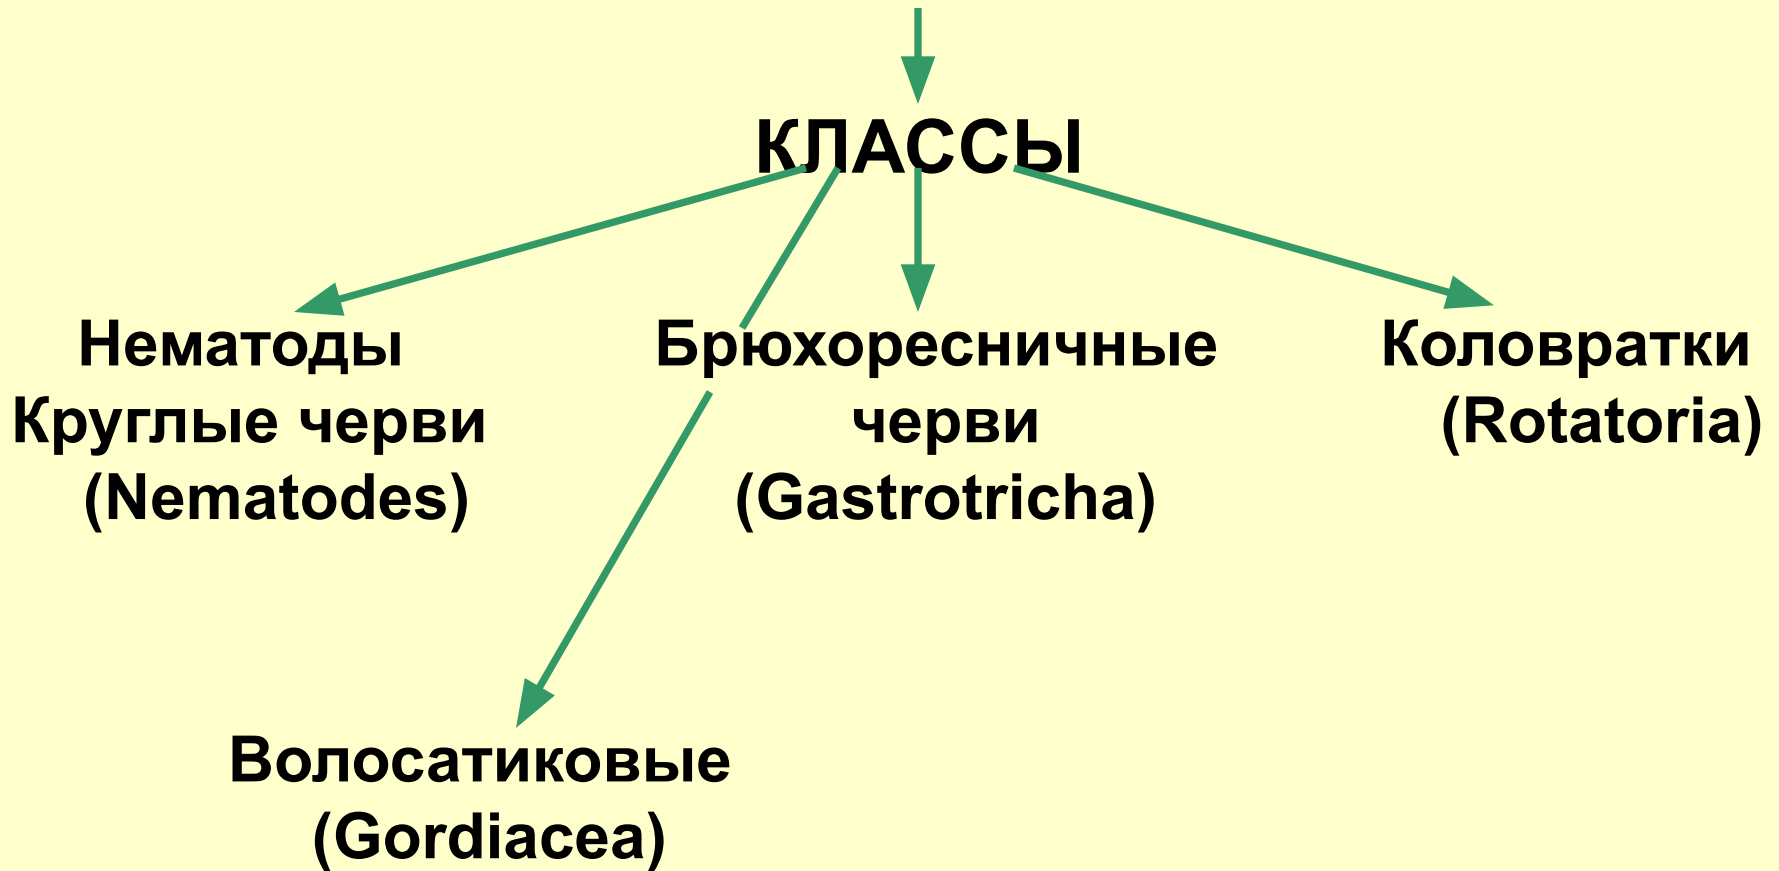 КЛАССЫ
Нематоды
Круглые черви
(Nematodes)
Брюхоресничные
черви
(Gastrotricha)
Коловратки
(Rotatoria)
Волосатиковые
(Gordiacea)